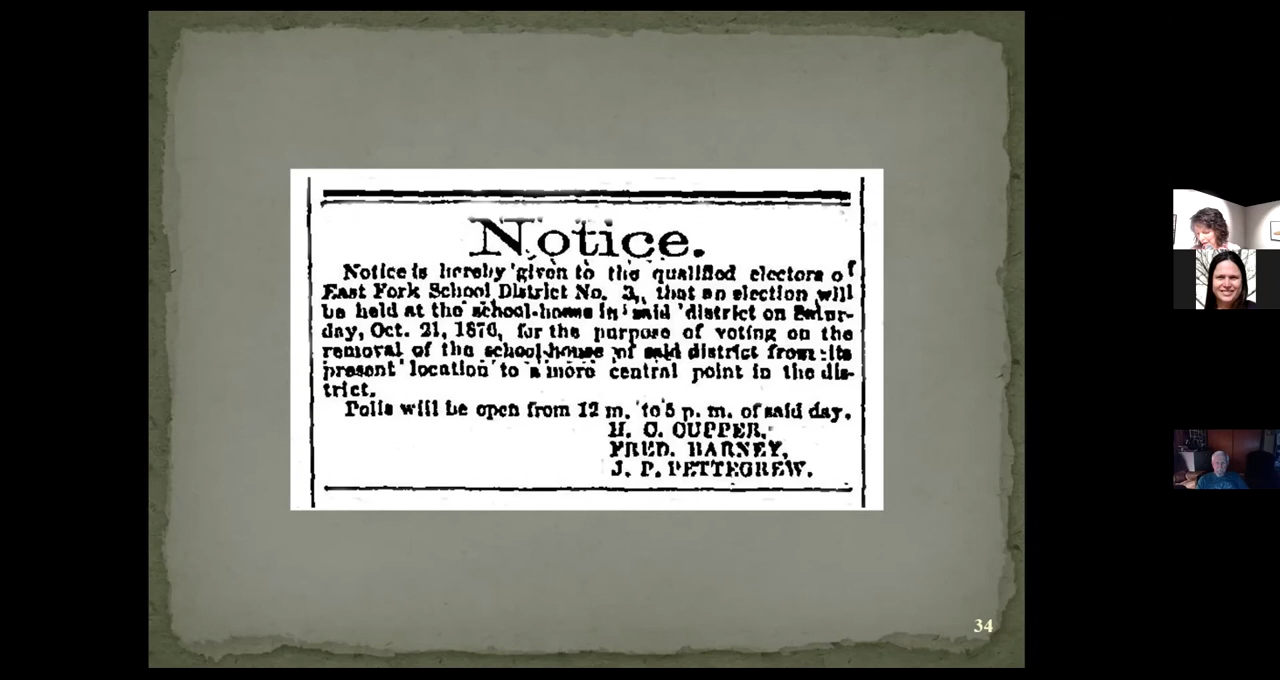 Notice.
Notice is hereby given to the qualified electors of
East Fork School District No. 3, that an election will
be held at the school-house in said district on Satur-
day, Oct. 21, 1876, for the purpose of voting on the
removal of the school-house of said district from its
present location to a more central point in the dis-
trict.
Polls will be open from 12 m. to 5 p. m. of said day.
H. C. CUPPER,
FRED. BARNEY,
J. P. PETTEGREW.
34